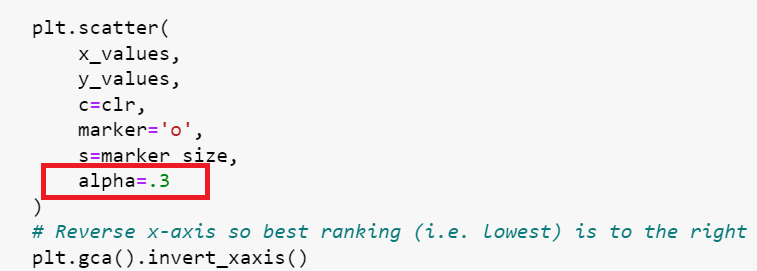 plt.scatter(
x_values,
y_values,
c=clr,
marker='o',
s=marker_size,
alpha=.3
)
# Reverse x-axis so best ranking (i.e. lowest) is to the right
plt.gca().invert_xaxis()